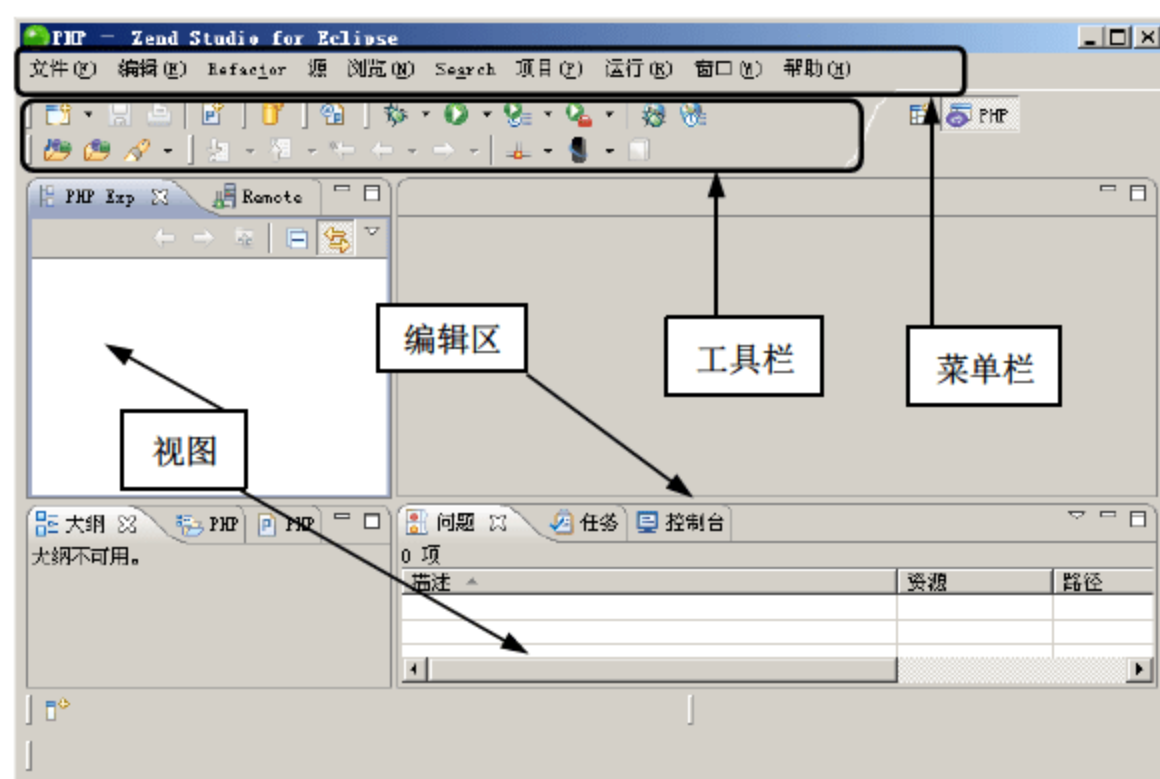 PHP - Zend Studio for Eclipse
文件(F) 编辑(E) Refactor 源 浏览(N) Search 项目(P) 运行(R) 窗口(W) 帮助(H)
PHP
PHP Exp Remote
编辑区
工具栏
菜单栏
视图
大纲 PHP PHP
问题 任务 控制台
大纲不可用。
0 项
描述 资源 路径